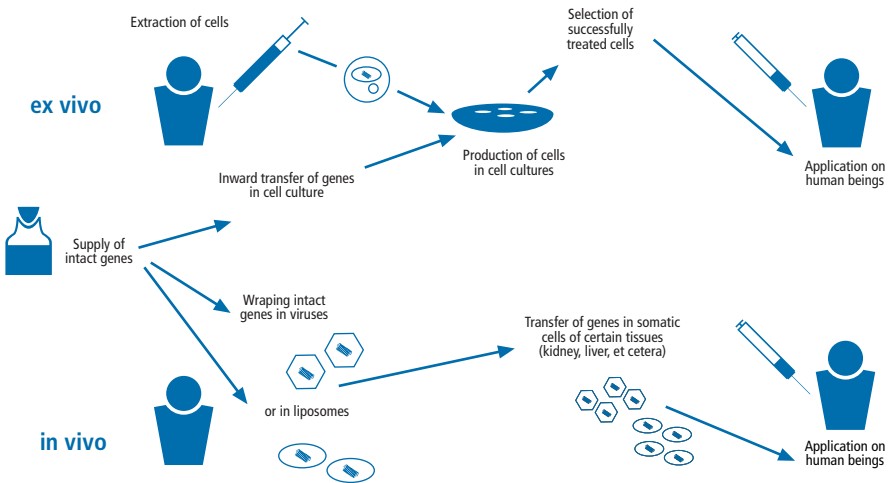 Extraction of cells
Selection of
successfully
treated cells
ex vivo
Production of cells
in cell cultures
Application on
human beings
Inward transfer of genes
in cell culture
Supply of
intact genes
Wraping intact
genes in viruses
or in liposomes
Transfer of genes in somatic
cells of certain tissues
(kidney, liver, et cetera)
in vivo
Application on
human beings